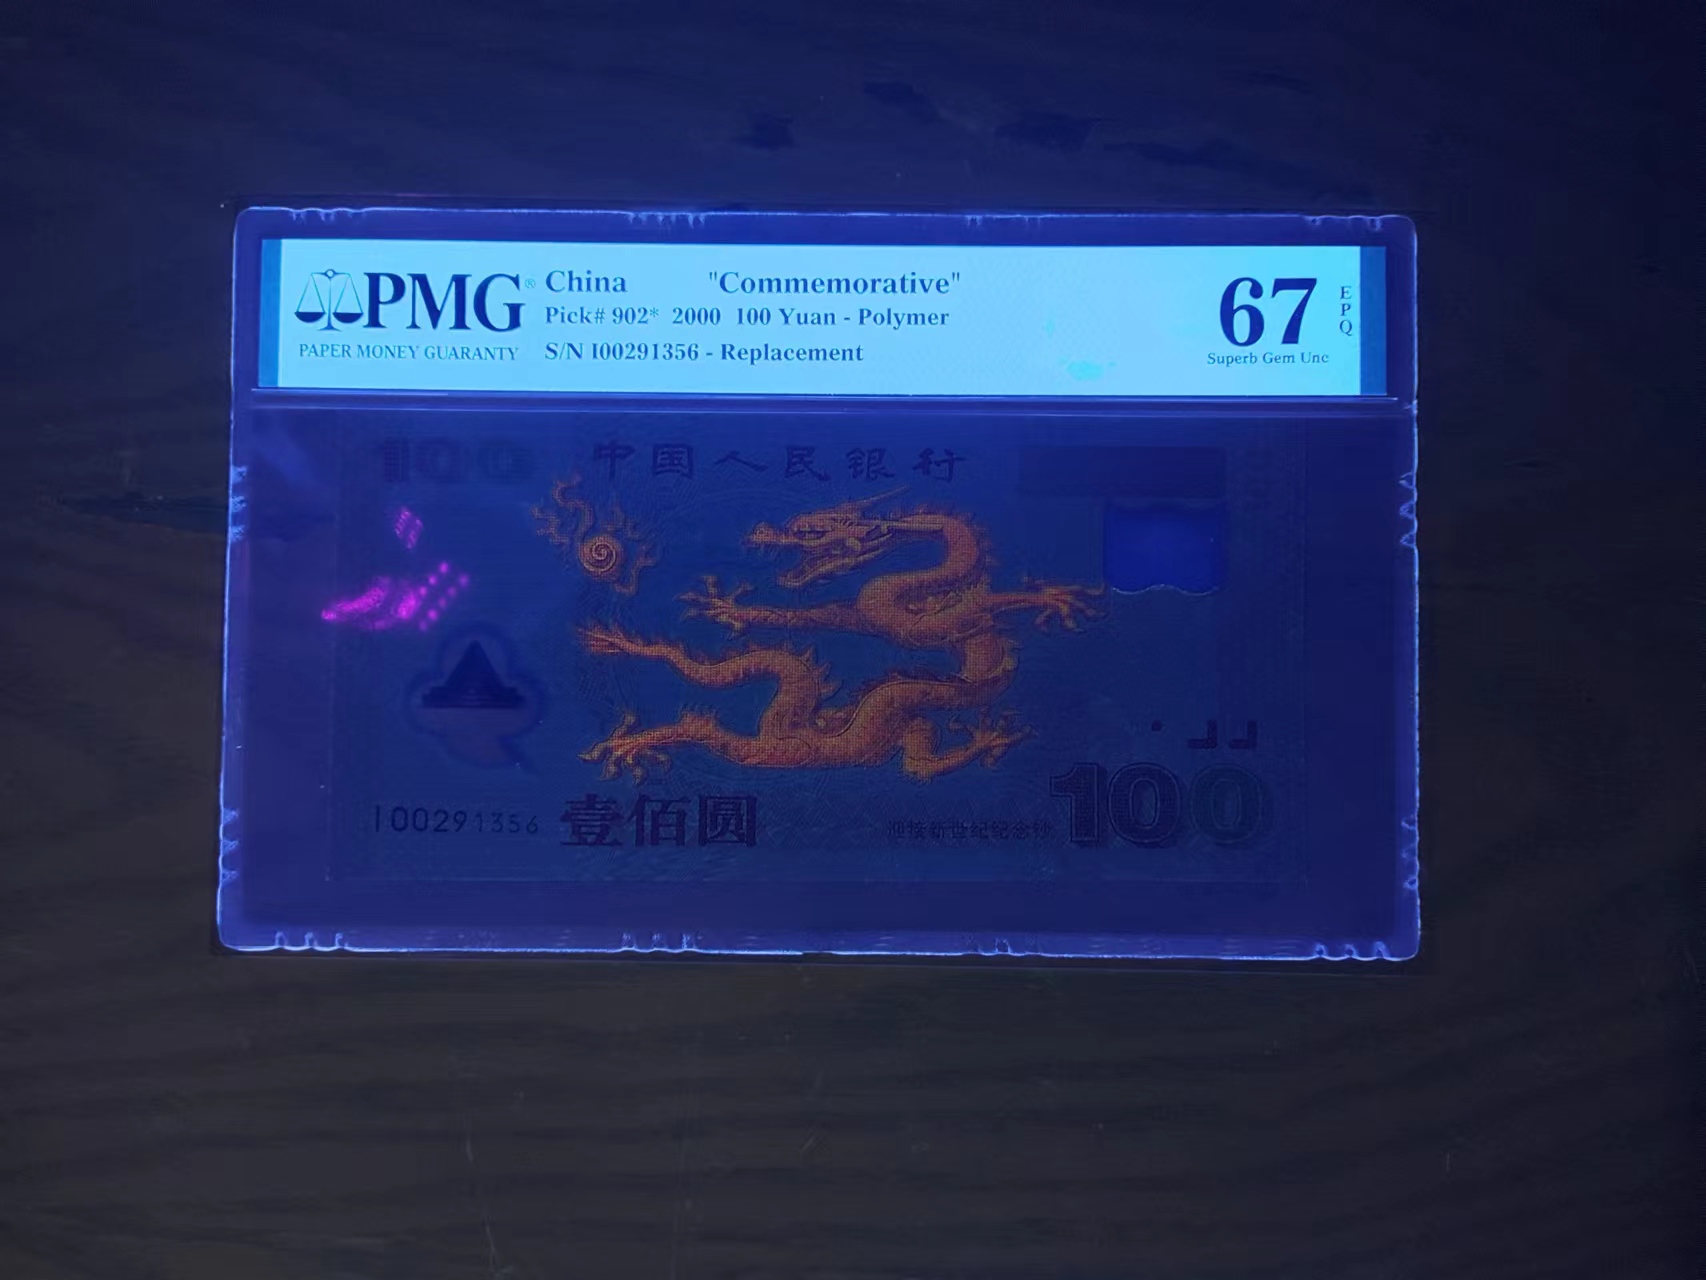 PMG® China "Commemorative"
Pick# 902* 2000 100 Yuan - Polymer
PAPER MONEY GUARANTY S/N I00291356 - Replacement
67 EPQ
Superb Gem Unc
100 中国人民银行
I00291356 壹佰圆 迎接新世纪纪念钞 100